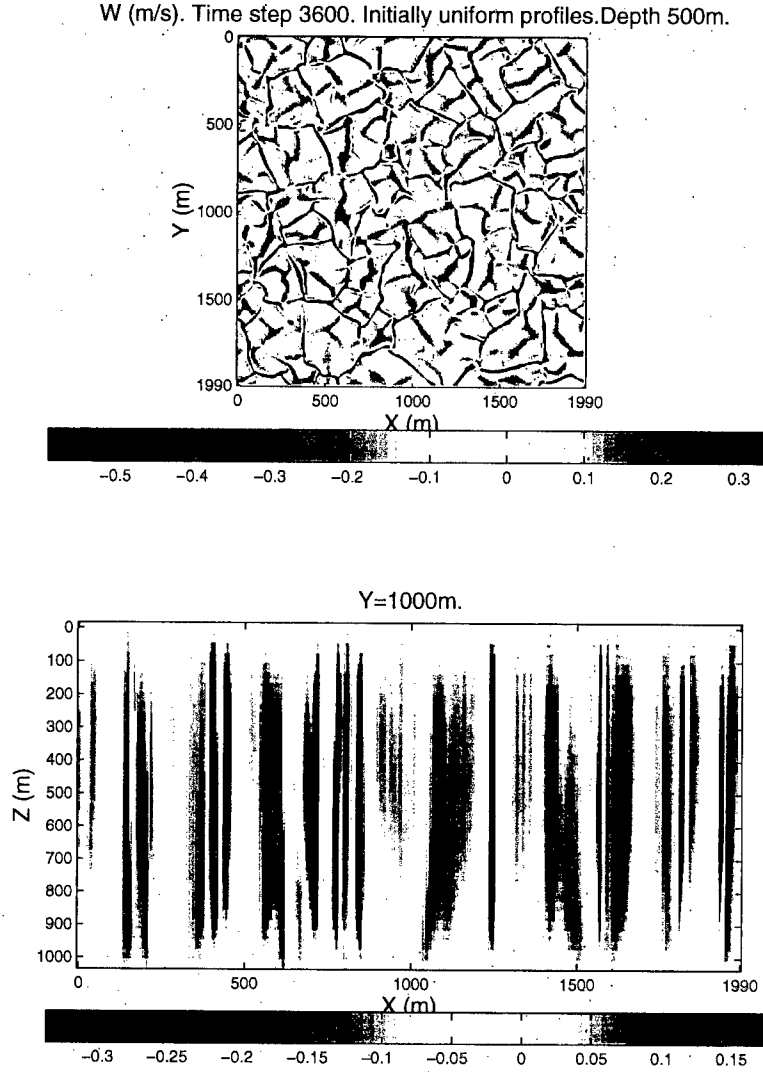 W (m/s). Time step 3600. Initially uniform profiles.Depth 500m.
0
500
1000
1500
1990
Y (m)
0 500 1000 1500 1990
X (m)
−0.5 −0.4 −0.3 −0.2 −0.1 0 0.1 0.2 0.3
Y=1000m.
0
100
200
300
400
500
600
700
800
900
1000
Z (m)
0 500 1000 1500 1990
X (m)
−0.3 −0.25 −0.2 −0.15 −0.1 −0.05 0 0.05 0.1 0.15